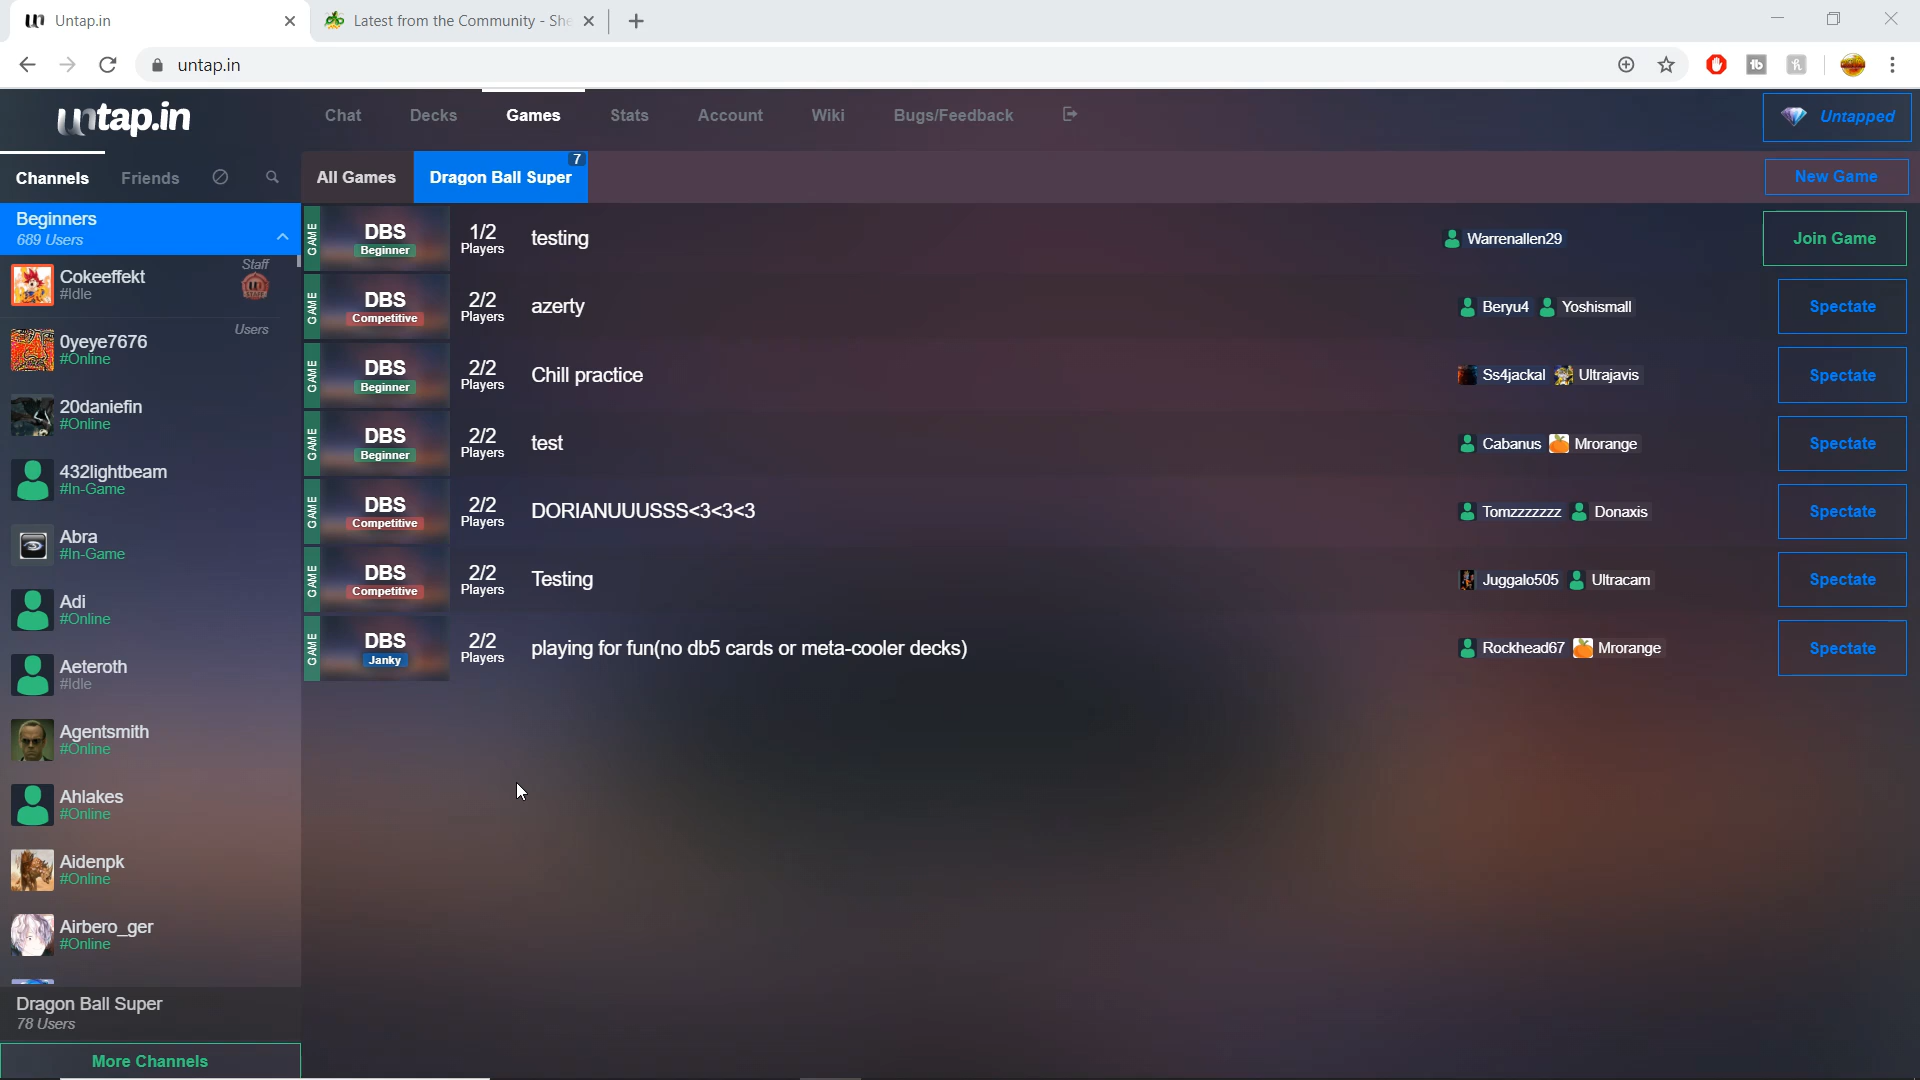 Untap.in
Latest from the Community - She
untap.in
untap.in
Chat
Decks
Games
Stats
Account
Wiki
Bugs/Feedback
Untapped
Channels
Friends
All Games
Dragon Ball Super
7
New Game
Beginners
689 Users
Staff
Cokeeffekt
#Idle
Users
0yeye7676
#Online
20daniefin
#Online
432lightbeam
#In-Game
Abra
#In-Game
Adi
#Online
Aeteroth
#Idle
Agentsmith
#Online
Ahlakes
#Online
Aidenpk
#Online
Airbero_ger
#Online
Dragon Ball Super
78 Users
More Channels
GAME
DBS
Beginner
1/2
Players
testing
Warrenallen29
Join Game
GAME
DBS
Competitive
2/2
Players
azerty
Beryu4 Yoshismall
Spectate
GAME
DBS
Beginner
2/2
Players
Chill practice
Ss4jackal Ultrajavis
Spectate
GAME
DBS
Beginner
2/2
Players
test
Cabanus Mrorange
Spectate
GAME
DBS
Competitive
2/2
Players
DORIANUUUSSS<3<3<3
Tomzzzzzzz Donaxis
Spectate
GAME
DBS
Competitive
2/2
Players
Testing
Juggalo505 Ultracam
Spectate
GAME
DBS
Janky
2/2
Players
playing for fun(no db5 cards or meta-cooler decks)
Rockhead67 Mrorange
Spectate